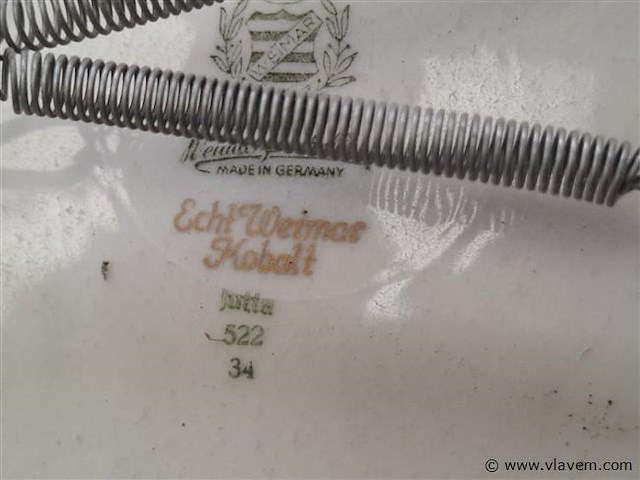 WEIMAR
MADE IN GERMANY
Echt Weimar
Kobalt
Jutta
522
34
© www.vlavem.com